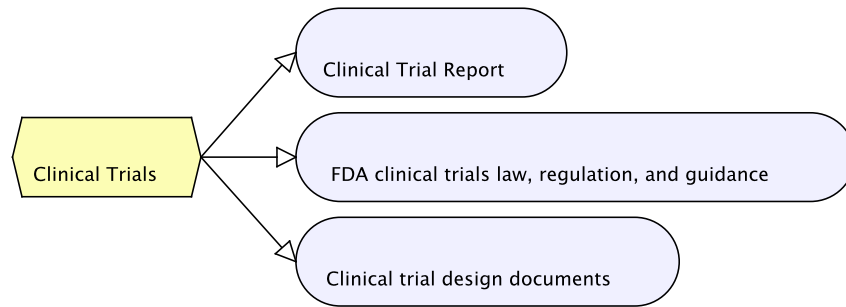 Clinical Trial Report
Clinical Trials
FDA clinical trials law, regulation, and guidance
Clinical trial design documents